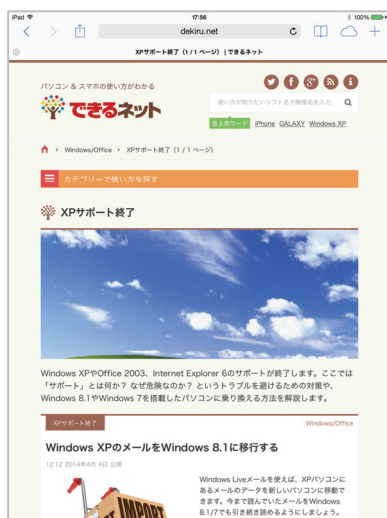 iPad
17:56
100%
dekiru.net
XPサポート終了 (1/1 ページ) | できるネット
パソコン & スマホの使い方がわかる
できるネット
使い方が知りたいソフト名や機種名を入力
急上昇ワード iPhone GALAXY Windows XP
Windows/Office > XPサポート終了 (1 / 1 ページ)
カテゴリーで使い方を探す
XPサポート終了
Windows XPやOffice 2003、Internet Explorer 6のサポートが終了します。ここでは
「サポート」とは何か? なぜ危険なのか? というトラブルを避けるための対策や、
Windows 8.1やWindows 7を搭載したパソコンに乗り換える方法を解説します。
XPサポート終了
Windows/Office
Windows XPのメールをWindows 8.1に移行する
12:12 2014年4月 4日 公開
Windows Liveメールを使えば、XPパソコンに
あるメールのデータを新しいパソコンに移動で
きます。今まで読んでいたメールをWindows
8.1/7でも引き続き読めるようにしましょう。
IMPORT